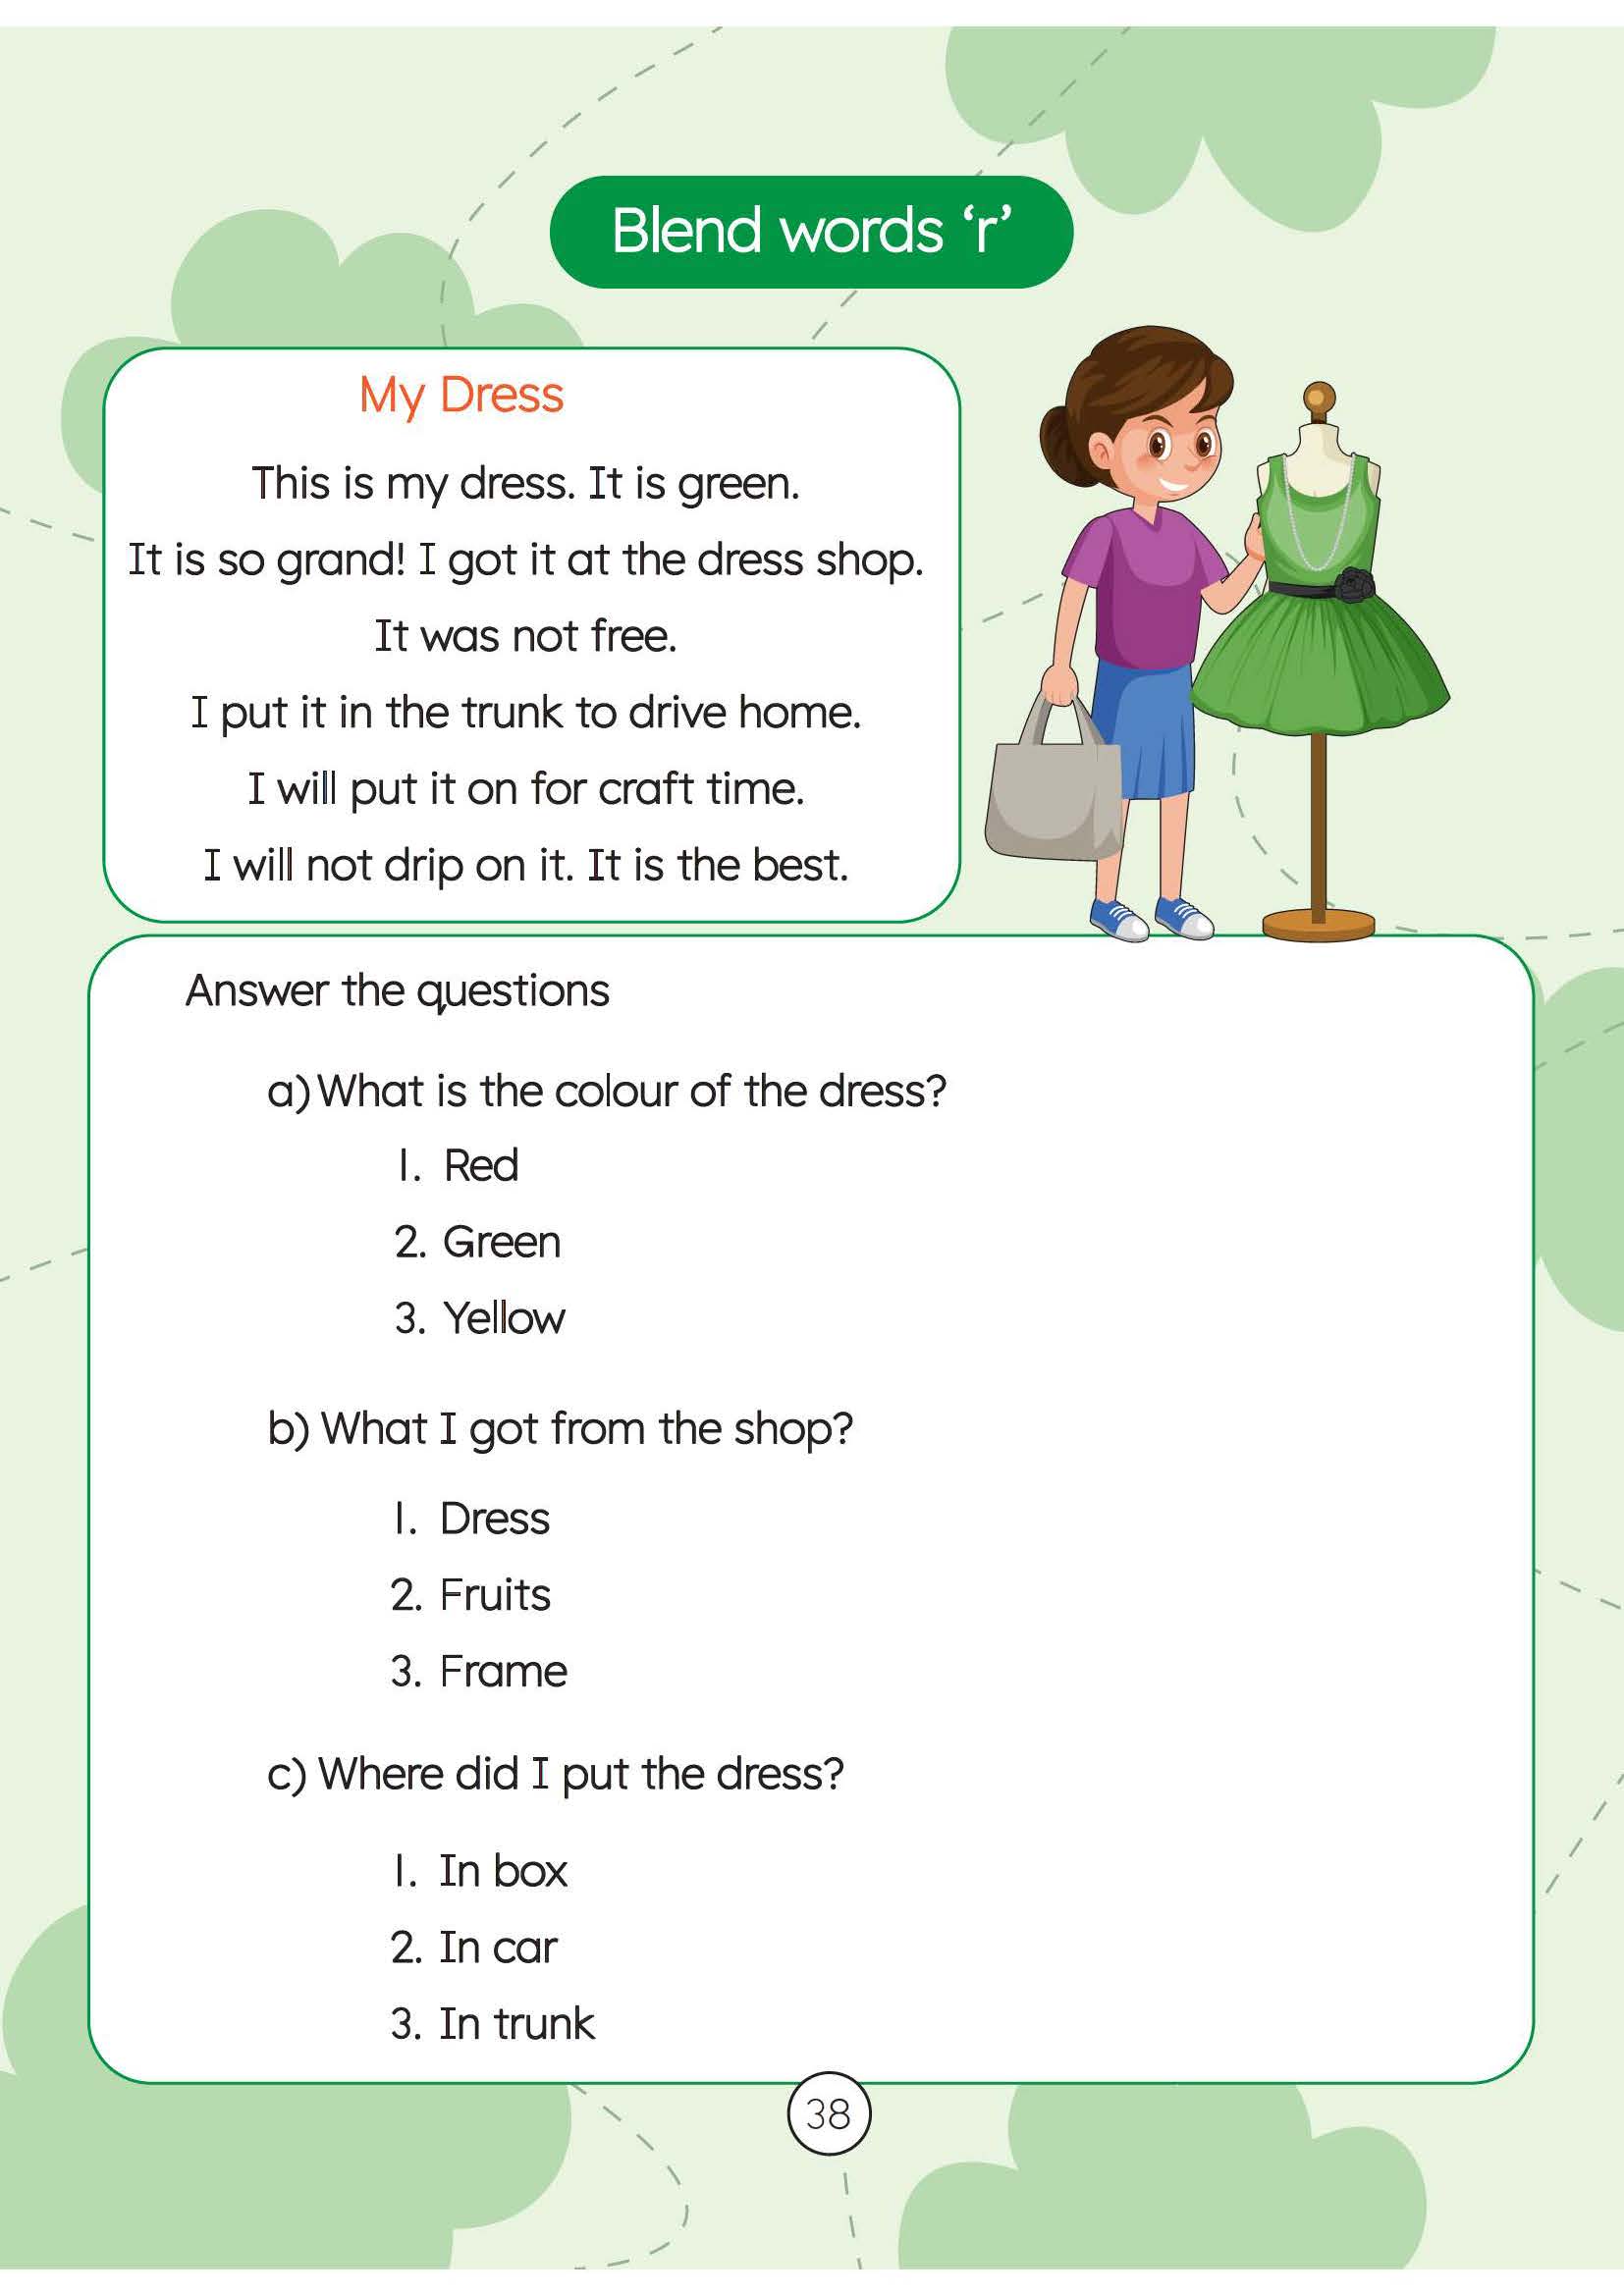 Blend words ‘r’
My Dress
This is my dress. It is green.
It is so grand! I got it at the dress shop.
It was not free.
I put it in the trunk to drive home.
I will put it on for craft time.
I will not drip on it. It is the best.
Answer the questions
a) What is the colour of the dress?
1. Red
2. Green
3. Yellow
b) What I got from the shop?
1. Dress
2. Fruits
3. Frame
c) Where did I put the dress?
1. In box
2. In car
3. In trunk
38